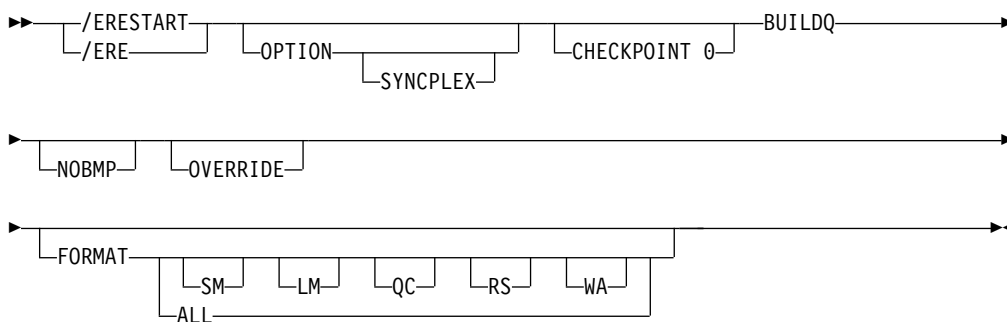 /ERESTART BUILDQ
/ERE OPTION CHECKPOINT 0
SYNCPLEX
NOBMP OVERRIDE
FORMAT
SM LM QC RS WA
ALL